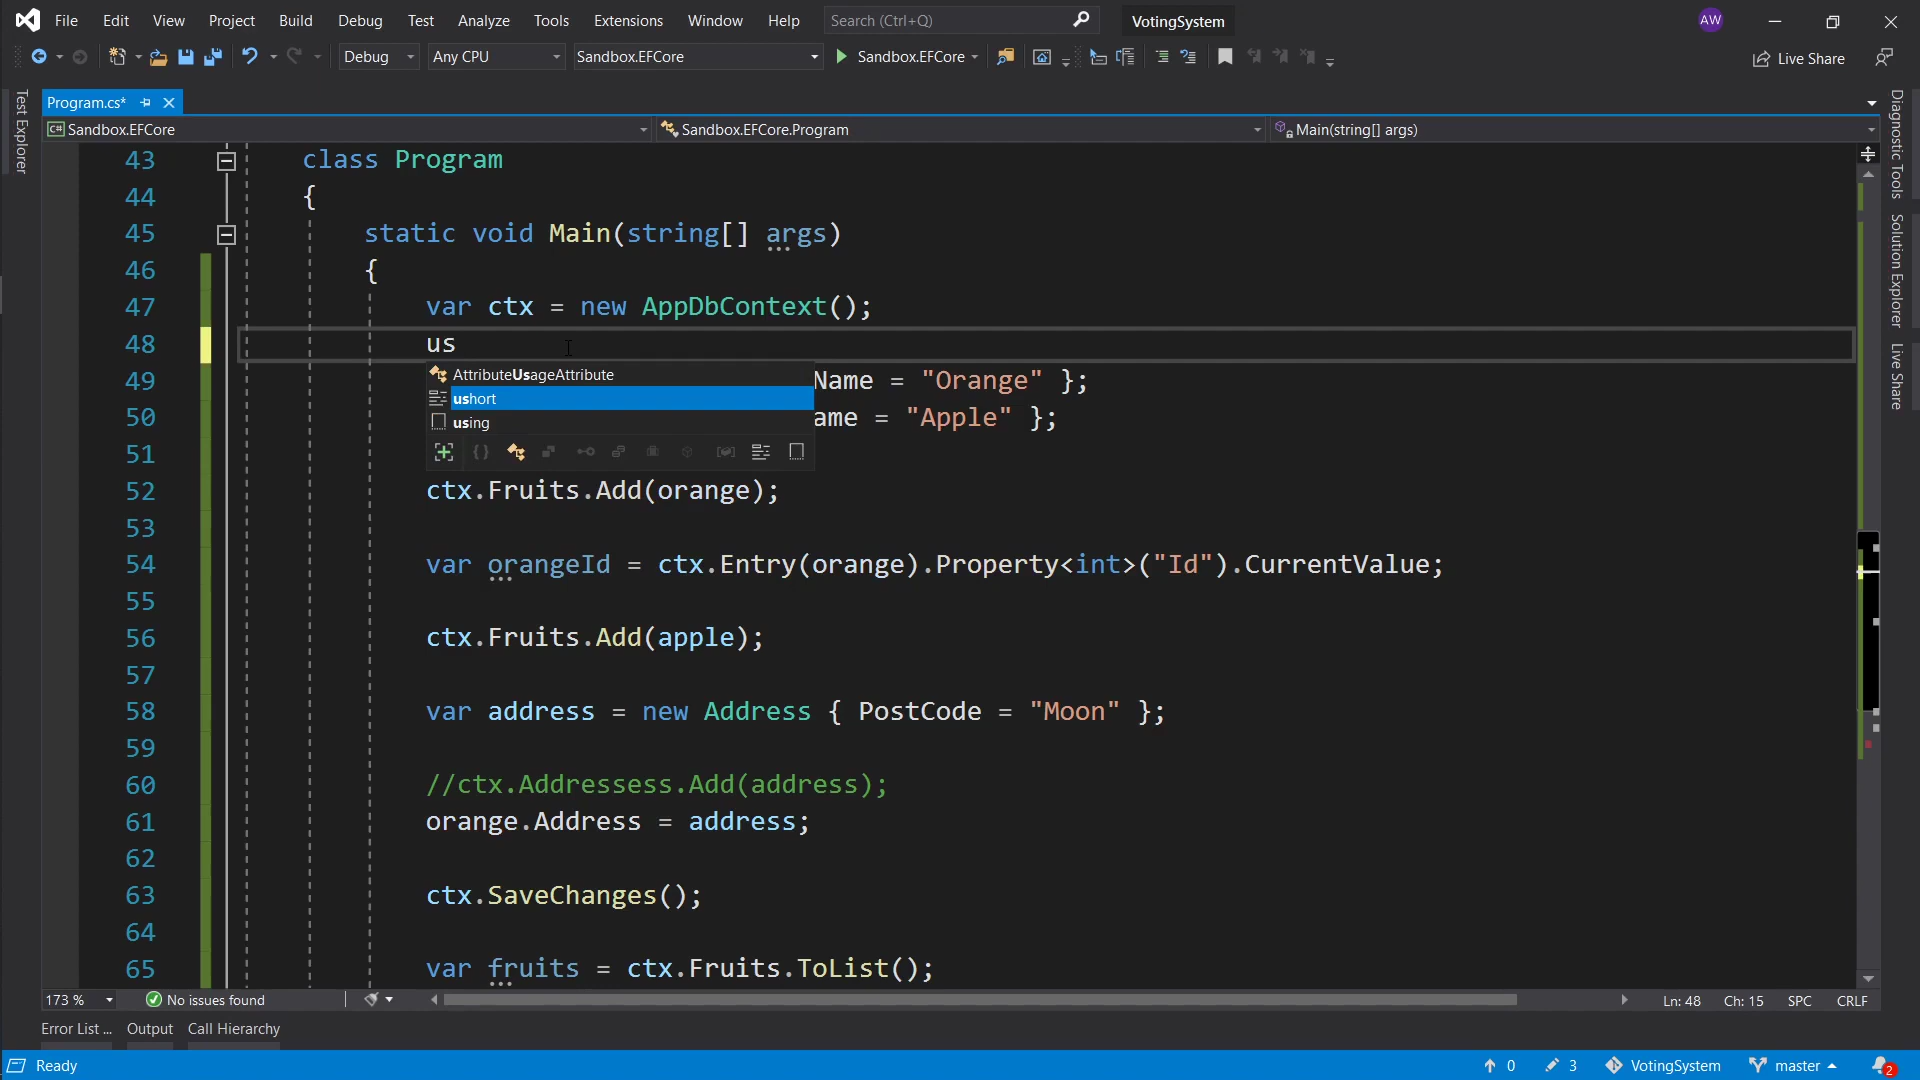 File Edit View Project Build Debug Test Analyze Tools Extensions Window Help Search (Ctrl+Q) VotingSystem AW
Debug Any CPU Sandbox.EFCore Sandbox.EFCore Live Share
Program.cs*
Sandbox.EFCore Sandbox.EFCore.Program Main(string[] args)
Test Explorer
43 class Program
44 {
45 static void Main(string[] args)
46 {
47 var ctx = new AppDbContext();
48 us
AttributeUsageAttribute
ushort
using
49 Name = "Orange" };
50 ame = "Apple" };
51
52 ctx.Fruits.Add(orange);
53
54 var orangeId = ctx.Entry(orange).Property<int>("Id").CurrentValue;
55
56 ctx.Fruits.Add(apple);
57
58 var address = new Address { PostCode = "Moon" };
59
60 //ctx.Addressess.Add(address);
61 orange.Address = address;
62
63 ctx.SaveChanges();
64
65 var fruits = ctx.Fruits.ToList();
Diagnostic Tools
Solution Explorer
Live Share
173 % No issues found Ln: 48 Ch: 15 SPC CRLF
Error List ... Output Call Hierarchy
Ready 0 3 VotingSystem master 2